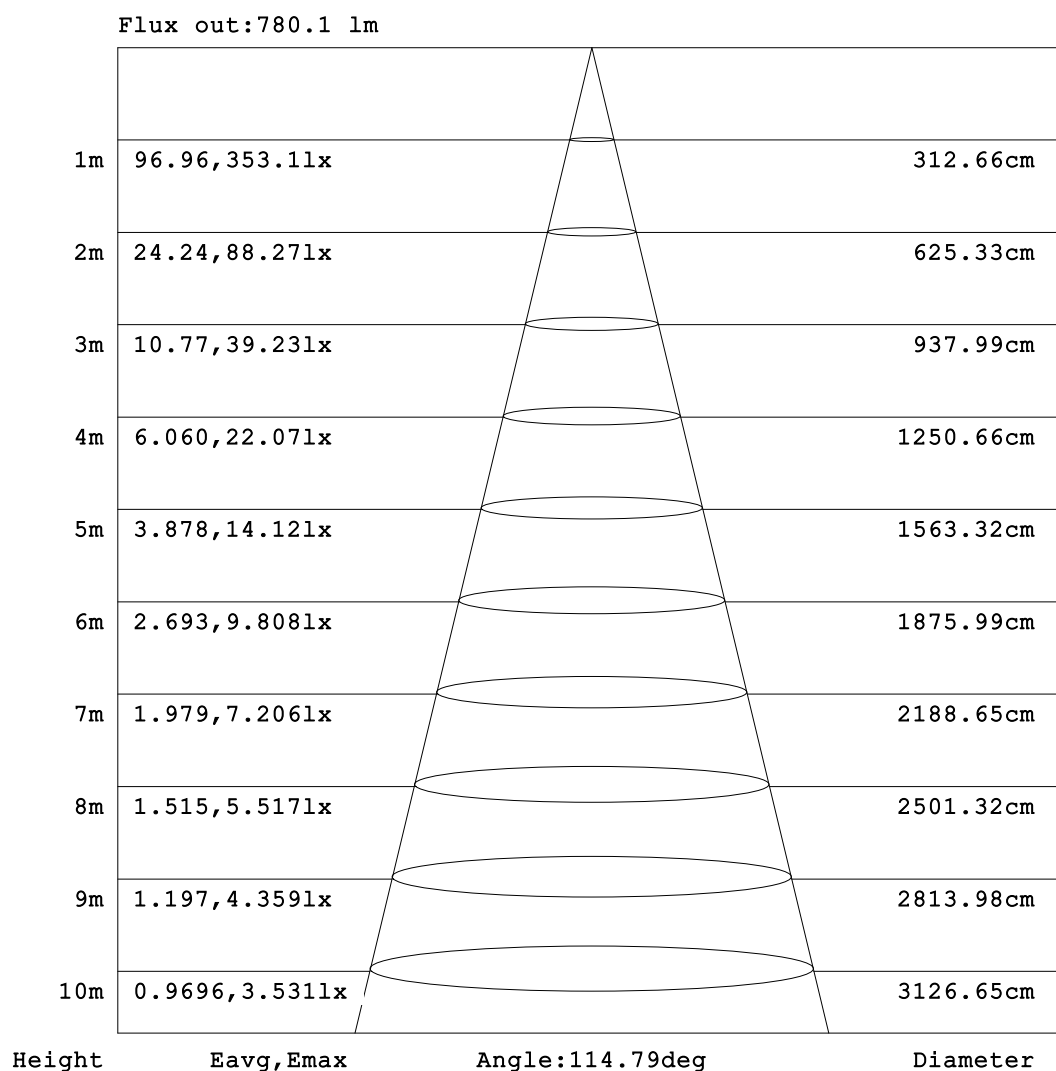 Flux out:780.1 lm
1m 96.96,353.1lx 312.66cm
2m 24.24,88.27lx 625.33cm
3m 10.77,39.23lx 937.99cm
4m 6.060,22.07lx 1250.66cm
5m 3.878,14.12lx 1563.32cm
6m 2.693,9.808lx 1875.99cm
7m 1.979,7.206lx 2188.65cm
8m 1.515,5.517lx 2501.32cm
9m 1.197,4.359lx 2813.98cm
10m 0.9696,3.531lx 3126.65cm
Height Eavg,Emax Angle:114.79deg Diameter